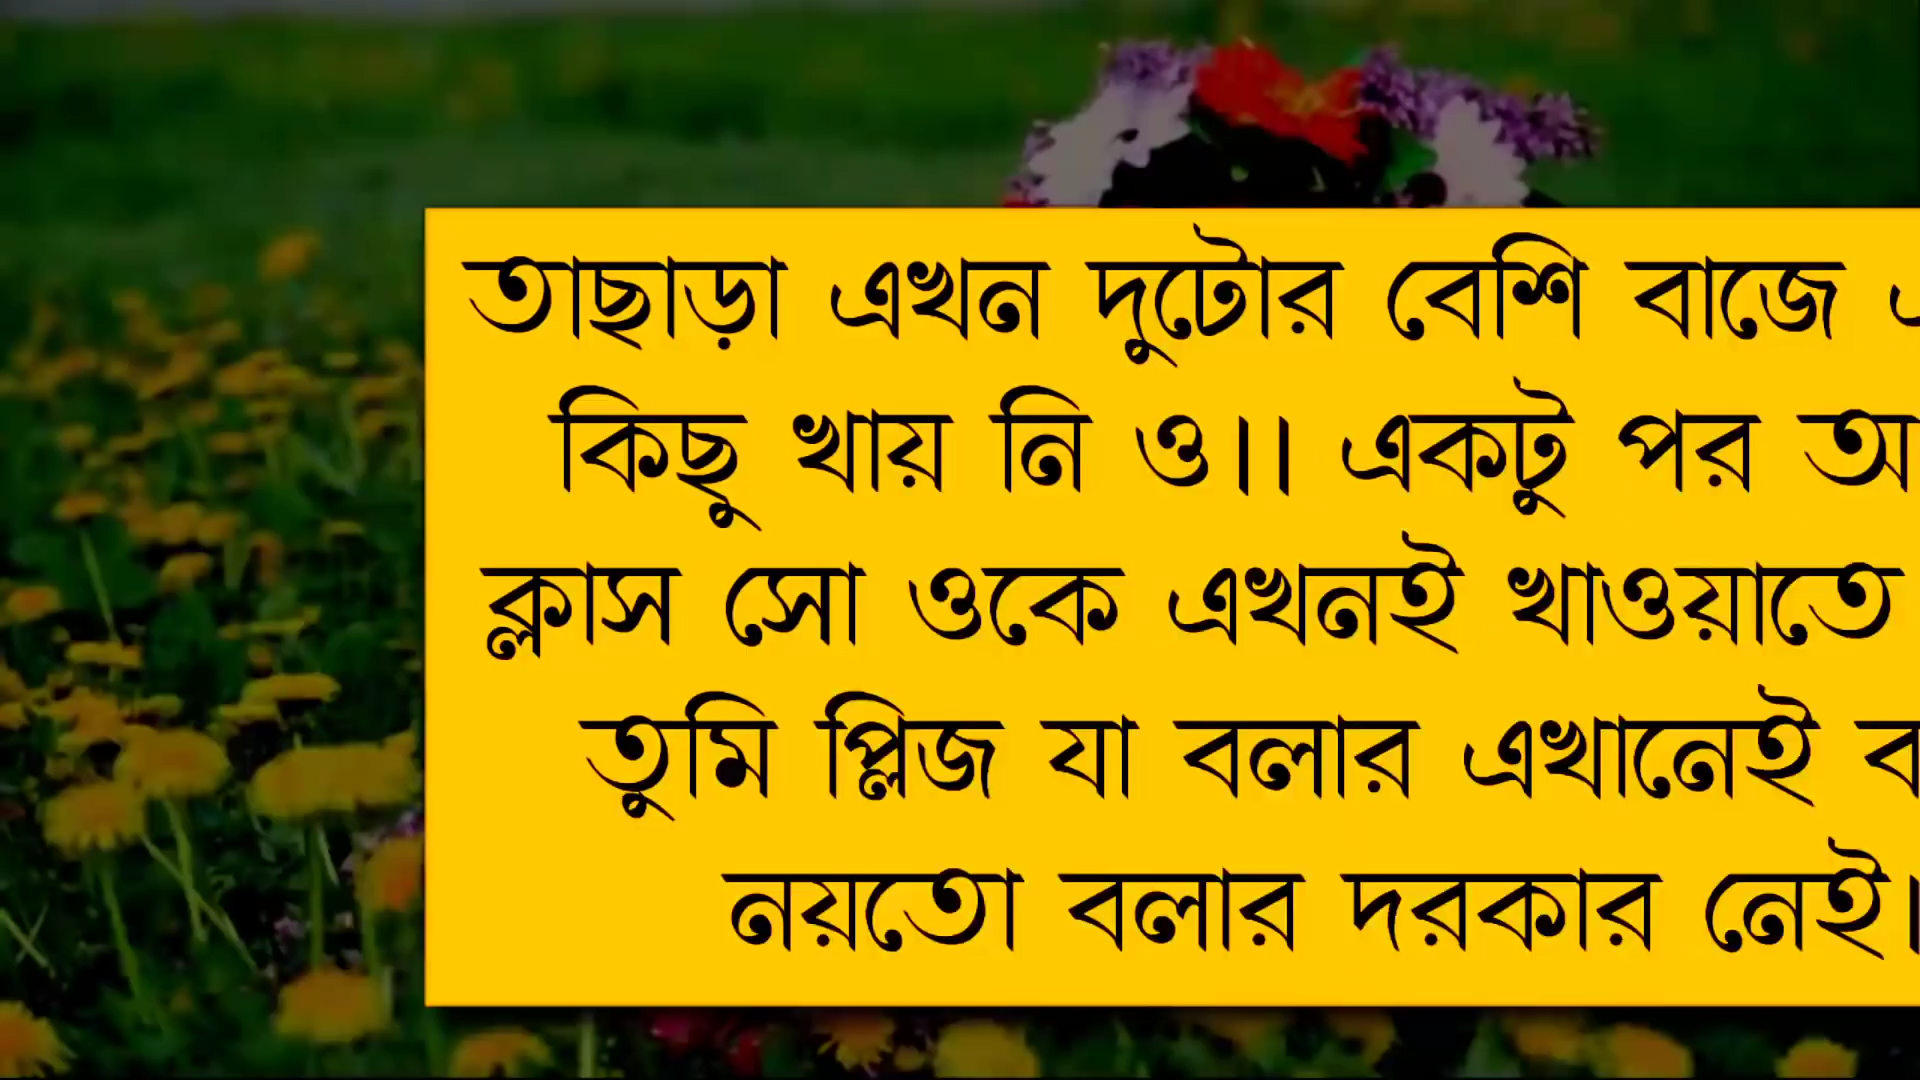 তাছাড়া এখন দুটোর বেশি বাজে
কিছু খায় নি ও।। একটু পর
ক্লাস সো ওকে এখনই খাওয়াতে
তুমি প্লিজ যা বলার এখানেই
নয়তো বলার দরকার নেই।